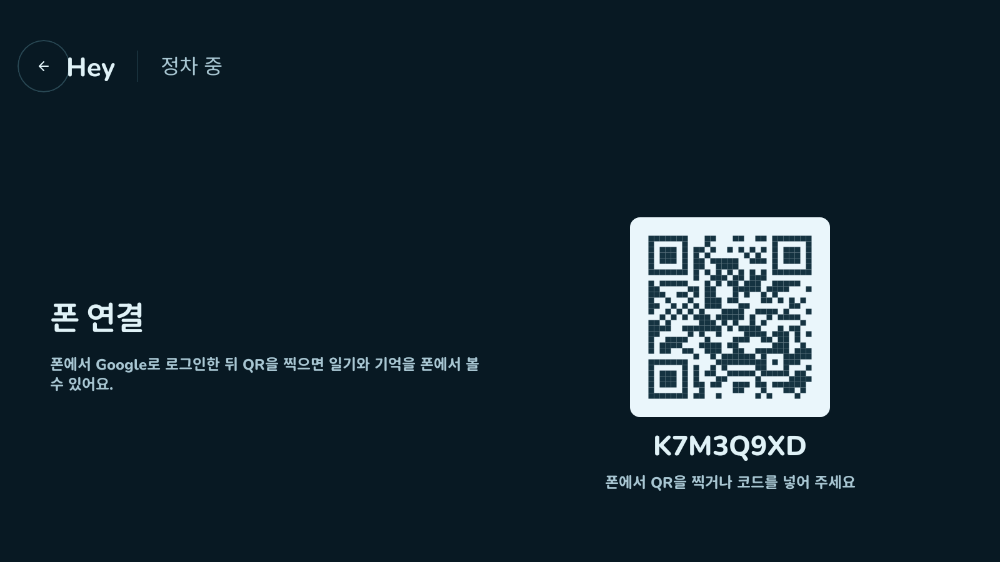 Hey
정차 중
폰 연결
폰에서 Google로 로그인한 뒤 QR을 찍으면 일기와 기억을 폰에서 볼
수 있어요.
K7M3Q9XD
폰에서 QR을 찍거나 코드를 넣어 주세요